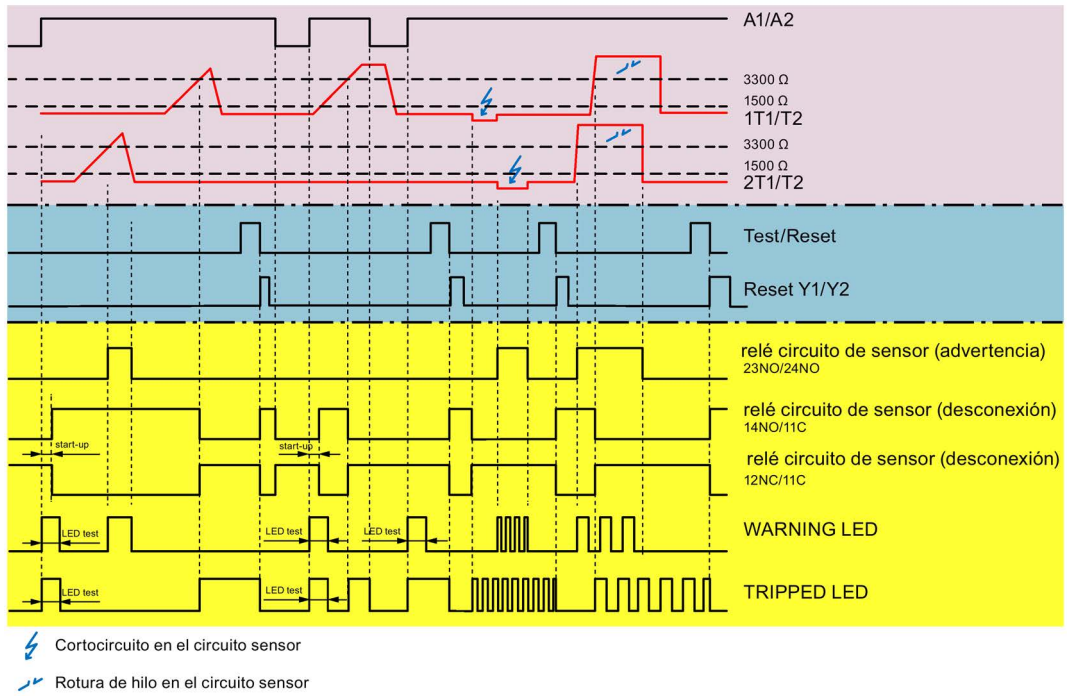 A1/A2
3300 Ω
1500 Ω
1T1/T2
3300 Ω
1500 Ω
2T1/T2
Test/Reset
Reset Y1/Y2
relé circuito de sensor (advertencia)
23NO/24NO
relé circuito de sensor (desconexión)
14NO/11C
start-up
start-up
relé circuito de sensor (desconexión)
12NC/11C
LED test
LED test
LED test
WARNING LED
LED test
LED test
TRIPPED LED
Cortocircuito en el circuito sensor
Rotura de hilo en el circuito sensor